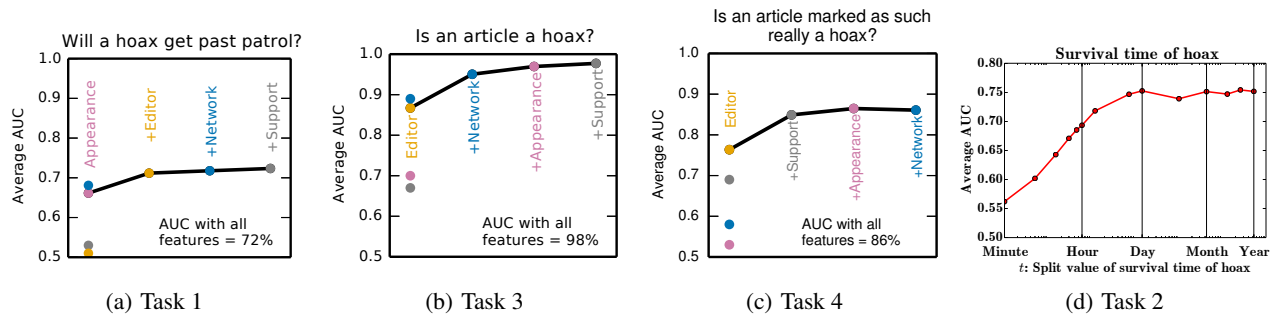 Will a hoax get past patrol?
Average AUC
1.0
0.9
0.8
0.7
0.6
0.5
Appearance
+Editor
+Network
+Support
AUC with all
features = 72%
(a) Task 1
Is an article a hoax?
Average AUC
1.0
0.9
0.8
0.7
0.6
0.5
Editor
+Network
+Appearance
+Support
AUC with all
features = 98%
(b) Task 3
Is an article marked as such
really a hoax?
Average AUC
1.0
0.9
0.8
0.7
0.6
0.5
Editor
+Support
+Appearance
+Network
AUC with all
features = 86%
(c) Task 4
Survival time of hoax
Average AUC
0.80
0.75
0.70
0.65
0.60
0.55
0.50
Minute Hour Day Month Year
t: Split value of survival time of hoax
(d) Task 2